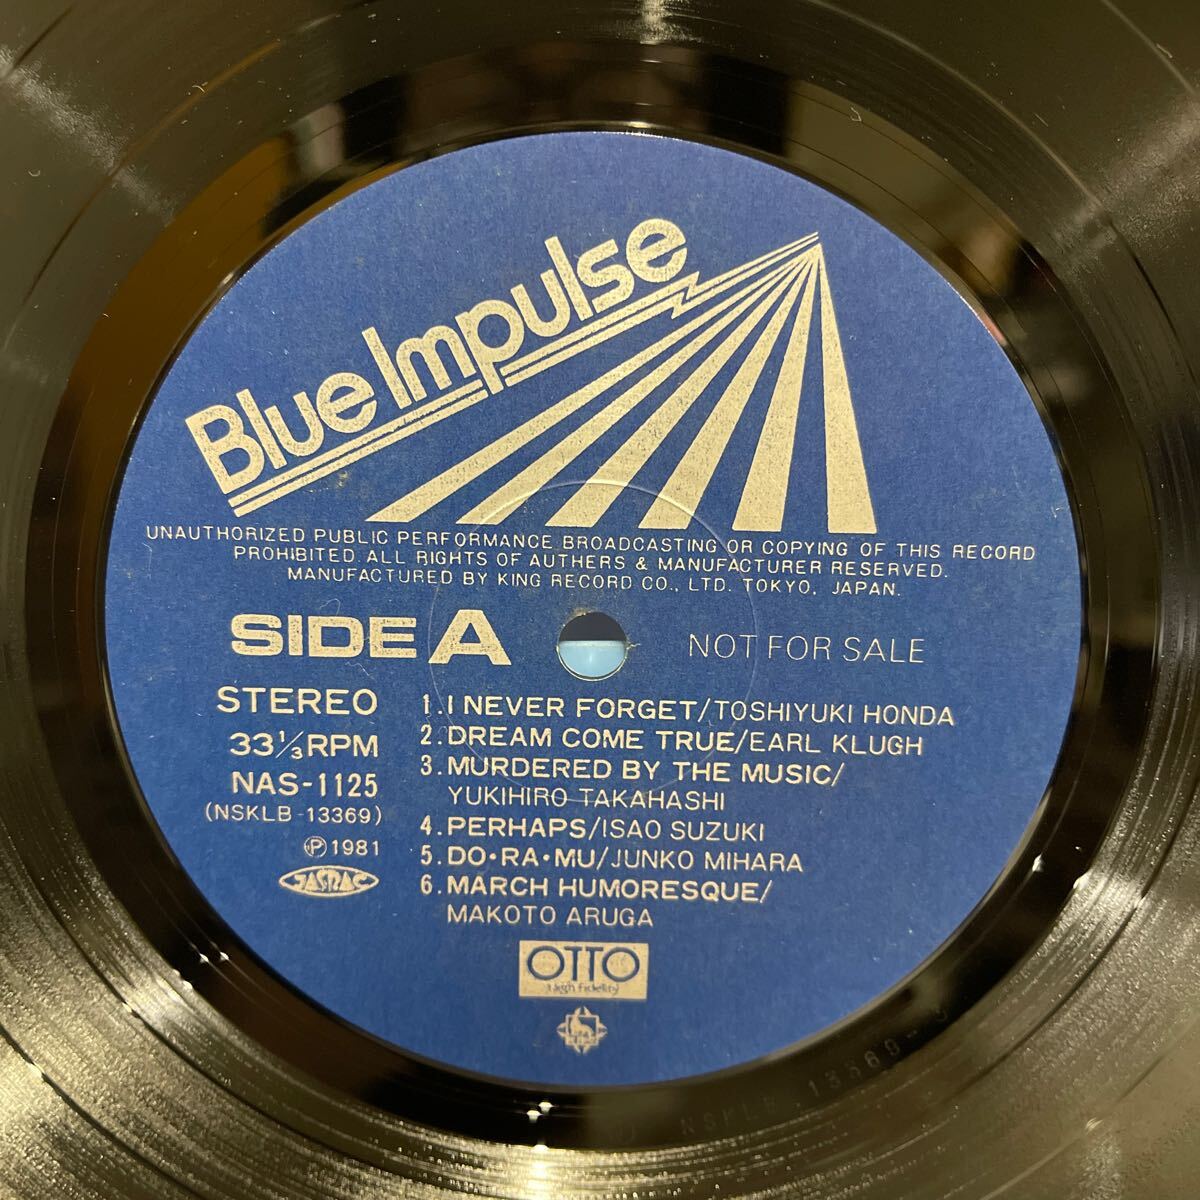 Blue Impulse
UNAUTHORIZED PUBLIC PERFORMANCE BROADCASTING OR COPYING OF THIS RECORD
PROHIBITED. ALL RIGHTS OF AUTHERS & MANUFACTURER RESERVED.
MANUFACTURED BY KING RECORD CO., LTD. TOKYO, JAPAN.
SIDE A
NOT FOR SALE
STEREO
33⅓RPM
NAS-1125
(NSKLB-13369)
Ⓟ1981
JASRAC
1. I NEVER FORGET/TOSHIYUKI HONDA
2. DREAM COME TRUE/EARL KLUGH
3. MURDERED BY THE MUSIC/
YUKIHIRO TAKAHASHI
4. PERHAPS/ISAO SUZUKI
5. DO·RA·MU/JUNKO MIHARA
6. MARCH HUMORESQUE/
MAKOTO ARUGA
OTTO
High Fidelity